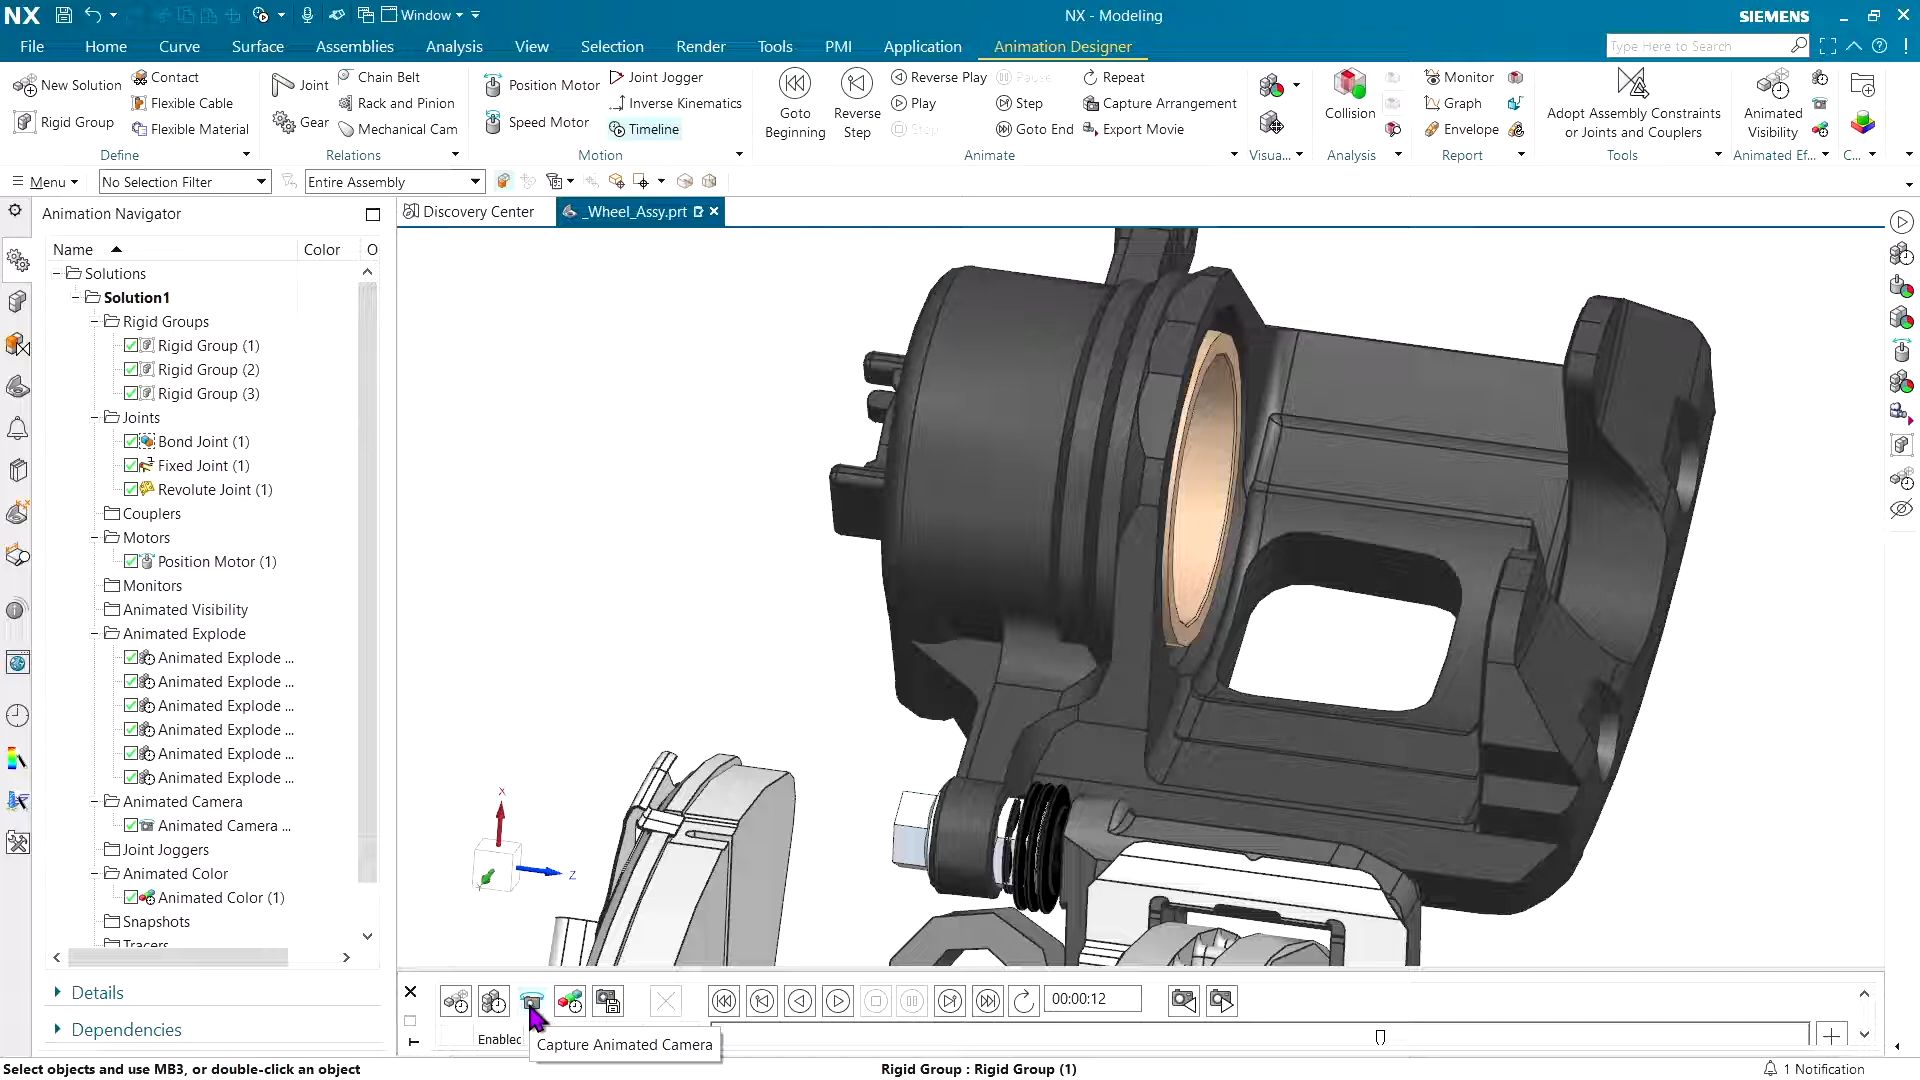 NX
Window
NX - Modeling
SIEMENS
File
Home
Curve
Surface
Assemblies
Analysis
View
Selection
Render
Tools
PMI
Application
Animation Designer
Type Here to Search
New Solution
Rigid Group
Contact
Flexible Cable
Flexible Material
Define
Joint
Gear
Chain Belt
Rack and Pinion
Mechanical Cam
Relations
Position Motor
Speed Motor
Joint Jogger
Inverse Kinematics
Timeline
Motion
Goto
Beginning
Reverse
Step
Reverse Play
Play
Stop
Pause
Step
Goto End
Repeat
Capture Arrangement
Export Movie
Animate
Visua...
Collision
Analysis
Monitor
Graph
Envelope
Report
Adopt Assembly Constraints
or Joints and Couplers
Tools
Animated
Visibility
Animated Ef...
C...
Menu
No Selection Filter
Entire Assembly
Animation Navigator
Discovery Center
_Wheel_Assy.prt
Name
Color
O
Solutions
Solution1
Rigid Groups
Rigid Group (1)
Rigid Group (2)
Rigid Group (3)
Joints
Bond Joint (1)
Fixed Joint (1)
Revolute Joint (1)
Couplers
Motors
Position Motor (1)
Monitors
Animated Visibility
Animated Explode
Animated Explode ...
Animated Explode ...
Animated Explode ...
Animated Explode ...
Animated Explode ...
Animated Explode ...
Animated Camera
Animated Camera ...
Joint Joggers
Animated Color
Animated Color (1)
Snapshots
Tracers
Details
Dependencies
X
Z
00:00:12
Enabled
Capture Animated Camera
Select objects and use MB3, or double-click an object
Rigid Group : Rigid Group (1)
1 Notification